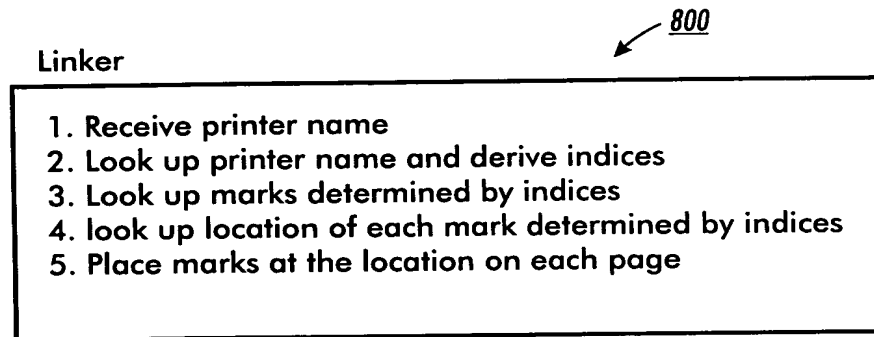 800
Linker
1. Receive printer name
2. Look up printer name and derive indices
3. Look up marks determined by indices
4. look up location of each mark determined by indices
5. Place marks at the location on each page